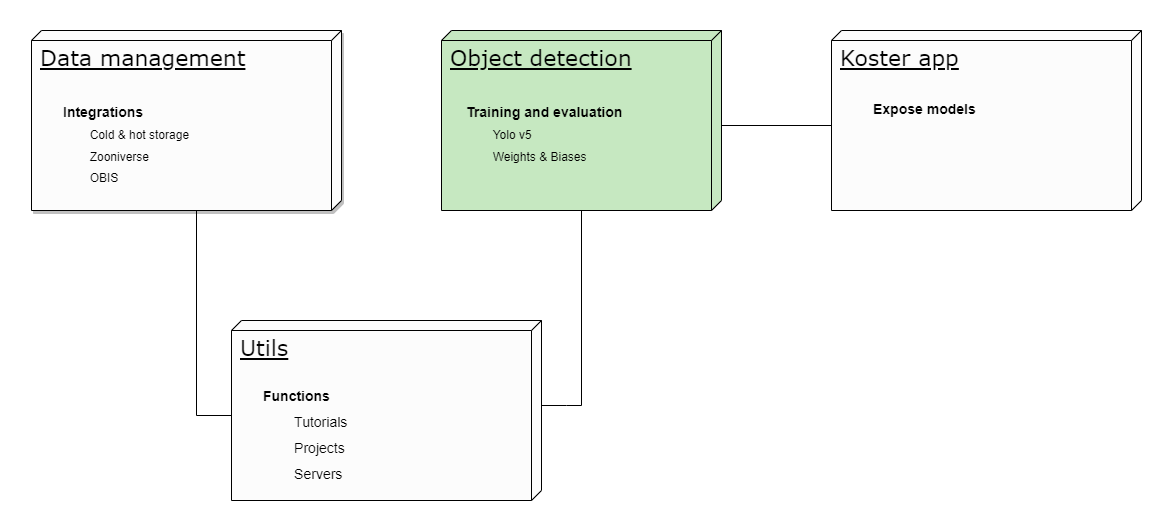 Data management
Integrations
Cold & hot storage
Zooniverse
OBIS
Object detection
Training and evaluation
Yolo v5
Weights & Biases
Koster app
Expose models
Utils
Functions
Tutorials
Projects
Servers